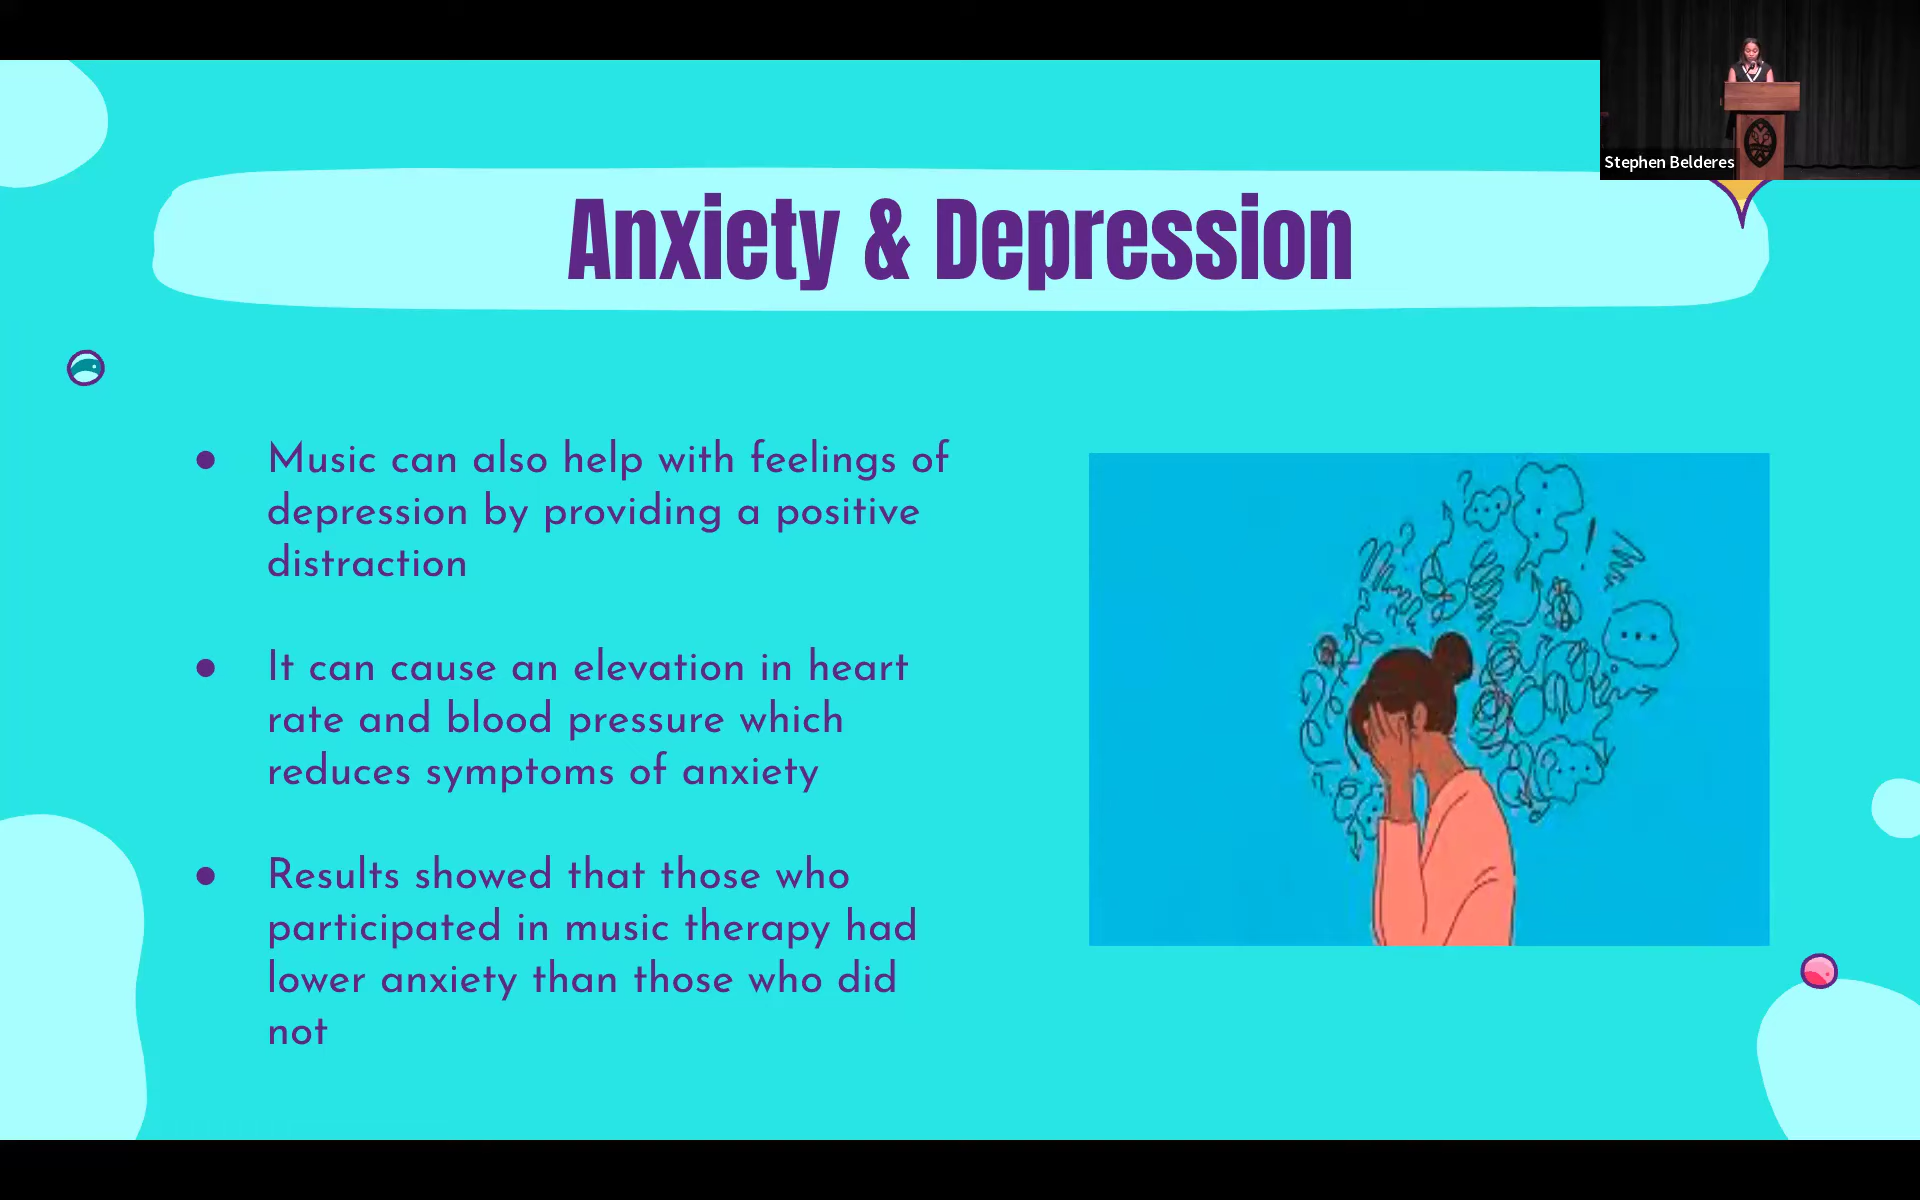 Stephen Belderes
Anxiety & Depression
● Music can also help with feelings of
depression by providing a positive
distraction
● It can cause an elevation in heart
rate and blood pressure which
reduces symptoms of anxiety
● Results showed that those who
participated in music therapy had
lower anxiety than those who did
not